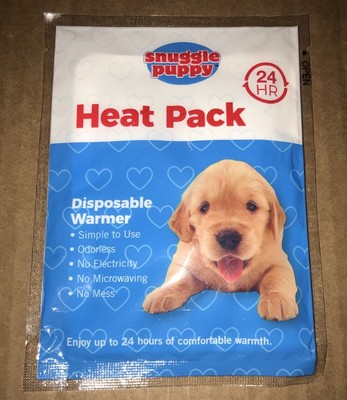 snuggle
puppy
24
HR
OPEN
Heat Pack
Disposable
Warmer
• Simple to Use
• Odorless
• No Electricity
• No Microwaving
• No Mess
Enjoy up to 24 hours of comfortable warmth.